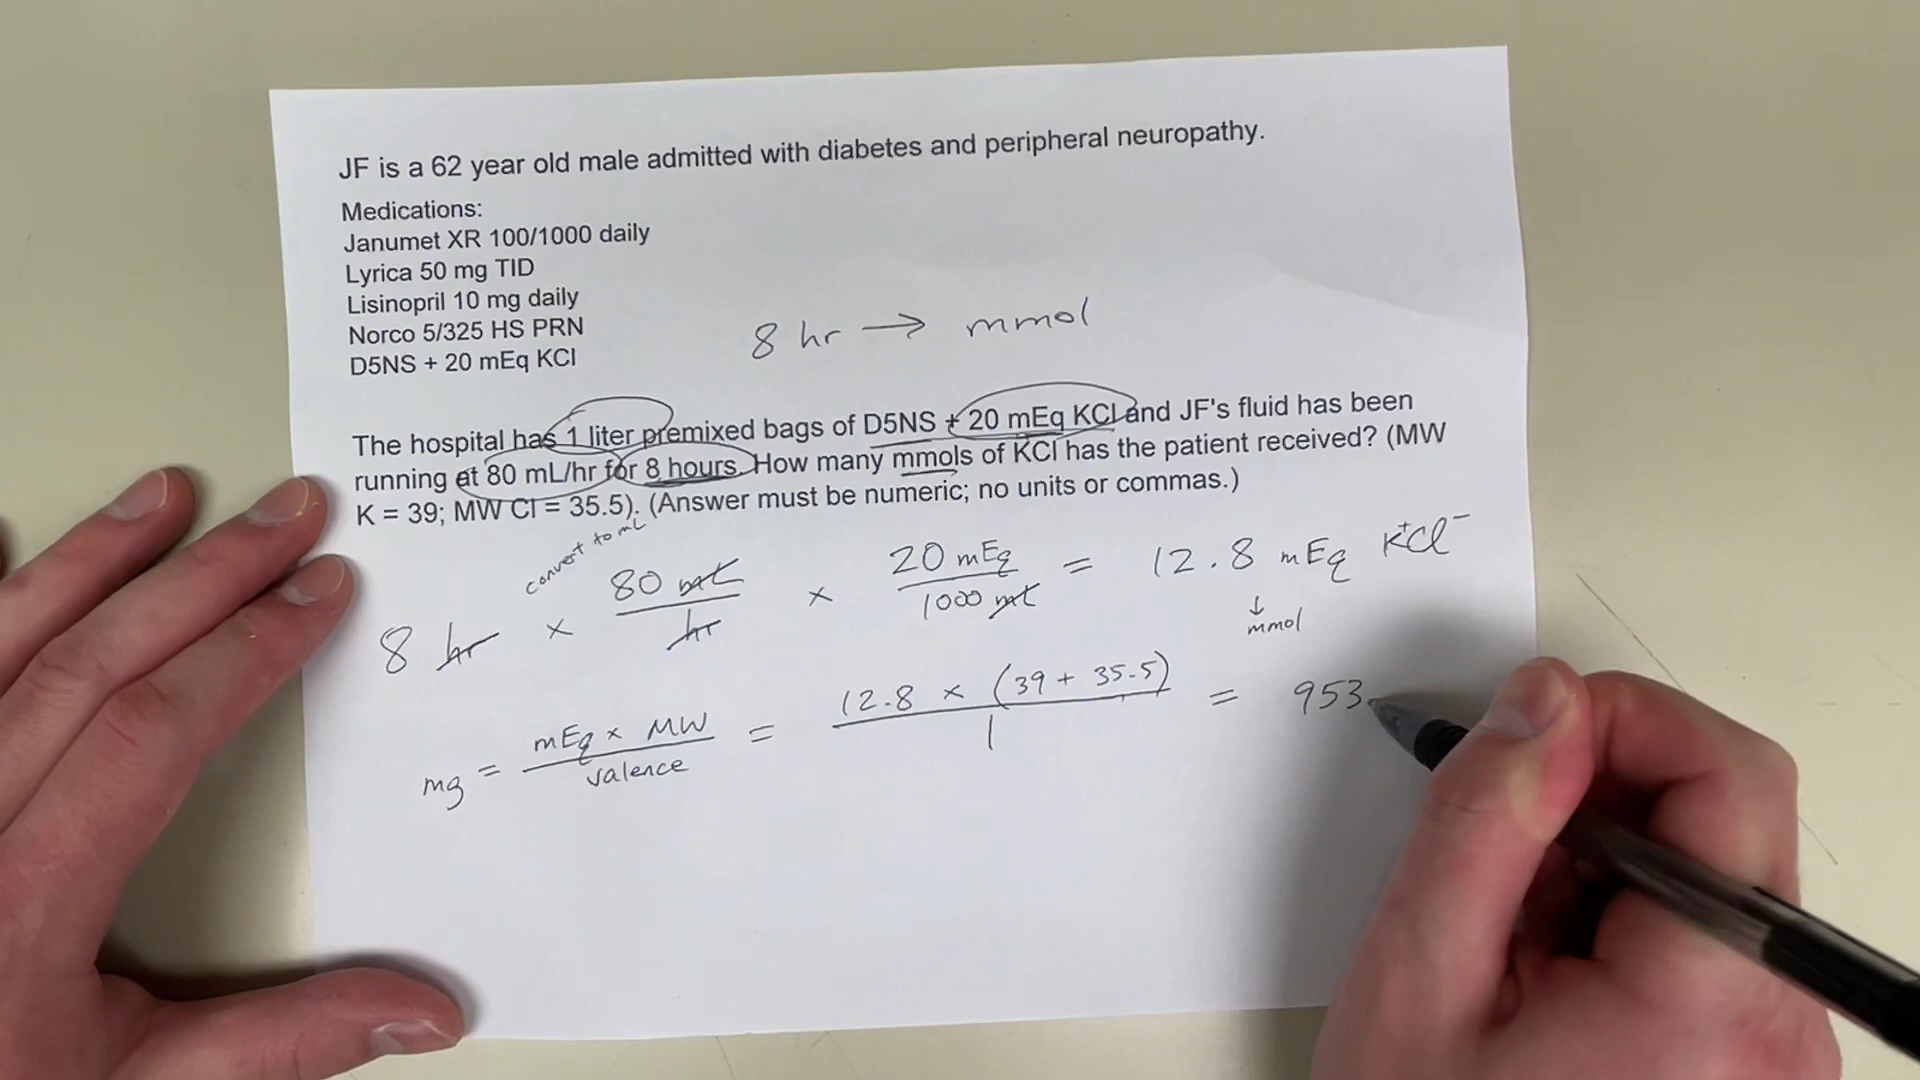 JF is a 62 year old male admitted with diabetes and peripheral neuropathy.
Medications:
Janumet XR 100/1000 daily
Lyrica 50 mg TID
Lisinopril 10 mg daily
Norco 5/325 HS PRN
D5NS + 20 mEq KCl
8 hr → mmol
The hospital has 1 liter premixed bags of D5NS + 20 mEq KCl and JF's fluid has been
running at 80 mL/hr for 8 hours. How many mmols of KCl has the patient received? (MW
K = 39; MW Cl = 35.5). (Answer must be numeric; no units or commas.)
convert to mL
8 hr × 80 mL / hr × 20 mEq / 1000 mL = 12.8 mEq K⁺Cl⁻
↓
mmol
mg = mEq × MW / valence = 12.8 × (39 + 35.5) / 1 = 953.